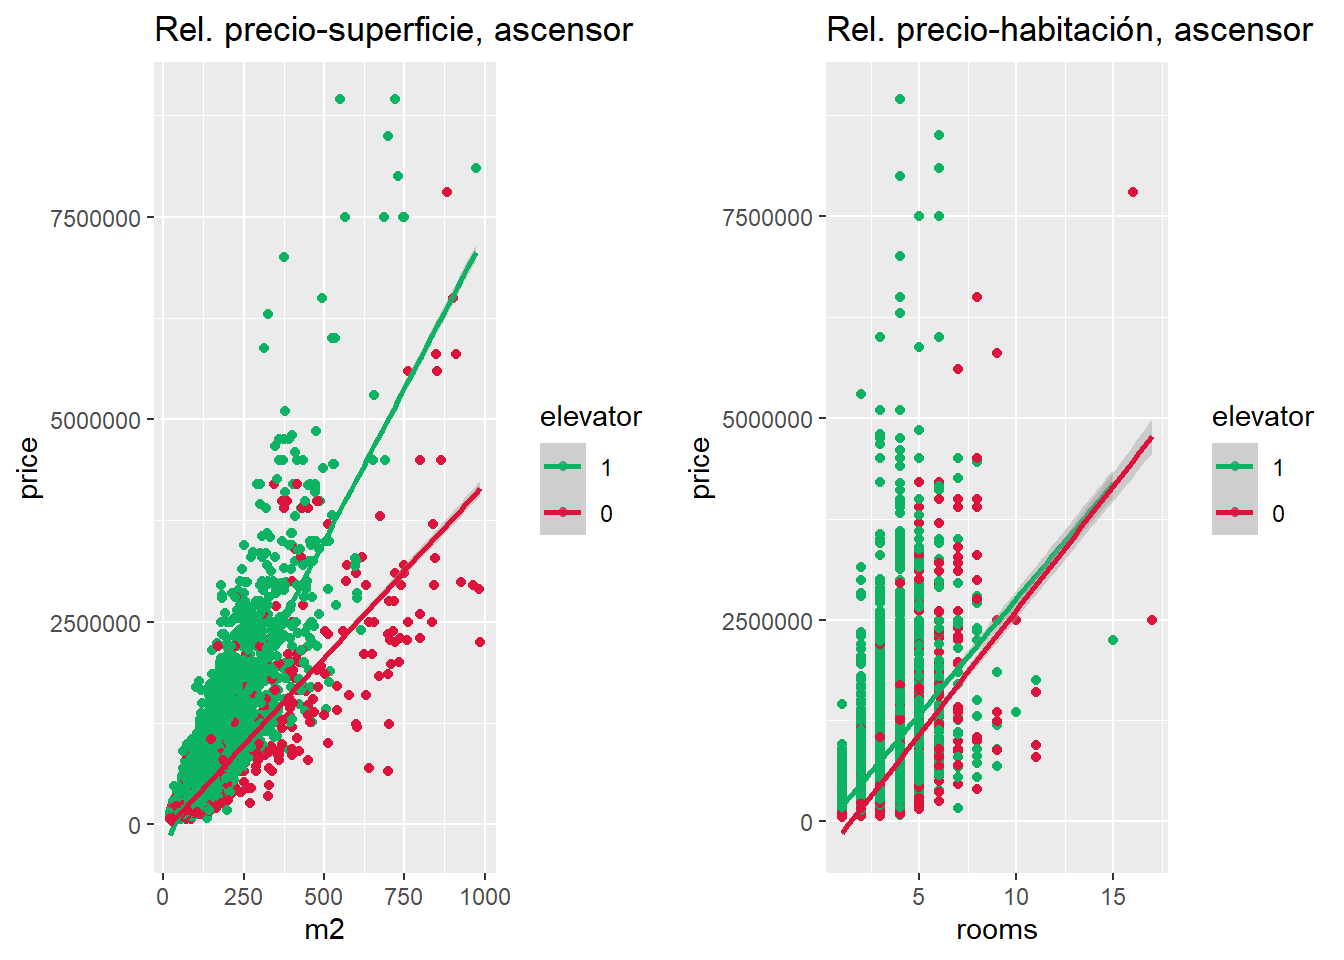 Rel. precio-superficie, ascensor
price
7500000
5000000
2500000
0
0 250 500 750 1000
m2
elevator
1
0
Rel. precio-habitación, ascensor
price
7500000
5000000
2500000
0
5 10 15
rooms
elevator
1
0